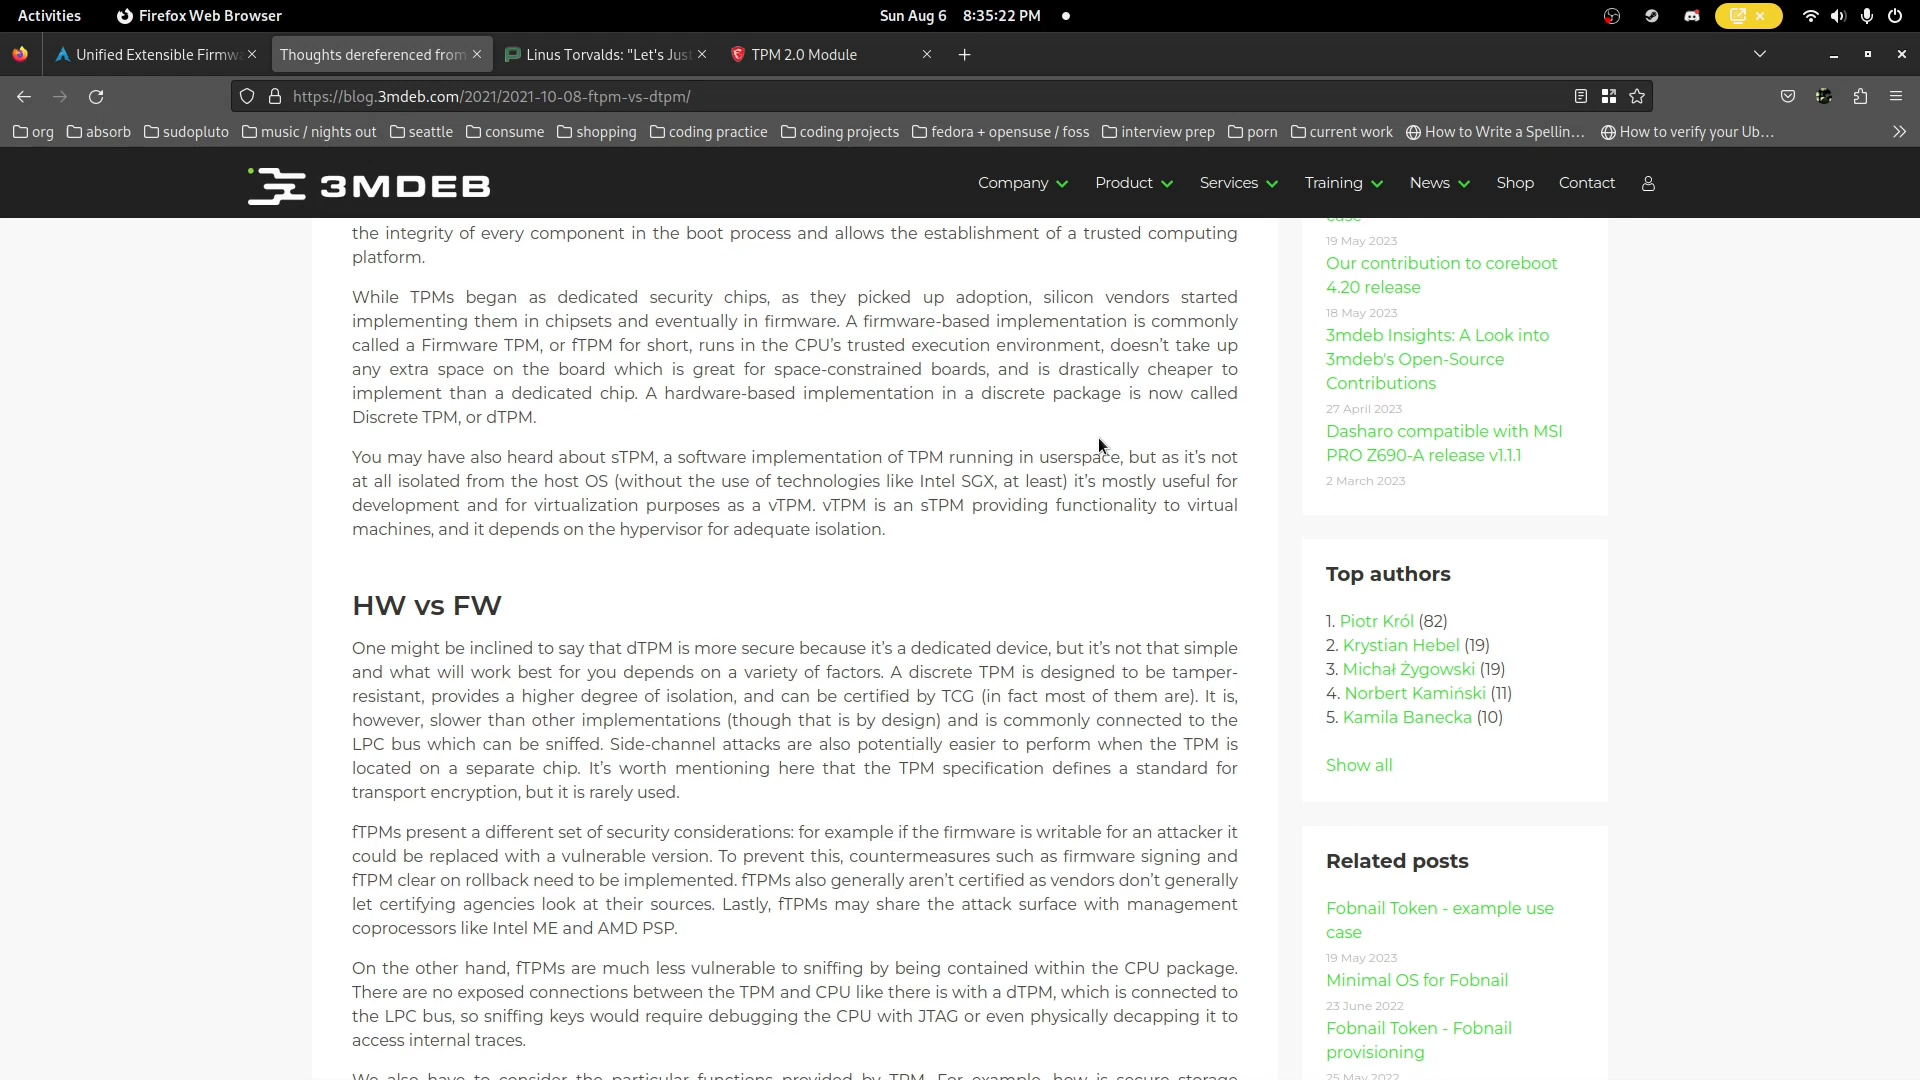 Activities
Firefox Web Browser
Sun Aug 6 8:35:22 PM
Unified Extensible Firmw
Thoughts dereferenced from
Linus Torvalds: "Let's Just
TPM 2.0 Module
https://blog.3mdeb.com/2021/2021-10-08-ftpm-vs-dtpm/
org
absorb
sudopluto
music / nights out
seattle
consume
shopping
coding practice
coding projects
fedora + opensuse / foss
interview prep
porn
current work
How to Write a Spellin...
How to verify your Ub...
3MDEB
Company
Product
Services
Training
News
Shop
Contact
the integrity of every component in the boot process and allows the establishment of a trusted computing
platform.
While TPMs began as dedicated security chips, as they picked up adoption, silicon vendors started
implementing them in chipsets and eventually in firmware. A firmware-based implementation is commonly
called a Firmware TPM, or fTPM for short, runs in the CPU's trusted execution environment, doesn't take up
any extra space on the board which is great for space-constrained boards, and is drastically cheaper to
implement than a dedicated chip. A hardware-based implementation in a discrete package is now called
Discrete TPM, or dTPM.
You may have also heard about sTPM, a software implementation of TPM running in userspace, but as it's not
at all isolated from the host OS (without the use of technologies like Intel SGX, at least) it's mostly useful for
development and for virtualization purposes as a vTPM. vTPM is an sTPM providing functionality to virtual
machines, and it depends on the hypervisor for adequate isolation.
HW vs FW
One might be inclined to say that dTPM is more secure because it's a dedicated device, but it's not that simple
and what will work best for you depends on a variety of factors. A discrete TPM is designed to be tamper-
resistant, provides a higher degree of isolation, and can be certified by TCG (in fact most of them are). It is,
however, slower than other implementations (though that is by design) and is commonly connected to the
LPC bus which can be sniffed. Side-channel attacks are also potentially easier to perform when the TPM is
located on a separate chip. It's worth mentioning here that the TPM specification defines a standard for
transport encryption, but it is rarely used.
fTPMs present a different set of security considerations: for example if the firmware is writable for an attacker it
could be replaced with a vulnerable version. To prevent this, countermeasures such as firmware signing and
fTPM clear on rollback need to be implemented. fTPMs also generally aren't certified as vendors don't generally
let certifying agencies look at their sources. Lastly, fTPMs may share the attack surface with management
coprocessors like Intel ME and AMD PSP.
On the other hand, fTPMs are much less vulnerable to sniffing by being contained within the CPU package.
There are no exposed connections between the TPM and CPU like there is with a dTPM, which is connected to
the LPC bus, so sniffing keys would require debugging the CPU with JTAG or even physically decapping it to
access internal traces.
We also have to consider the particular functions provided by TPM. For example, how is secure storage
case
19 May 2023
Our contribution to coreboot
4.20 release
18 May 2023
3mdeb Insights: A Look into
3mdeb's Open-Source
Contributions
27 April 2023
Dasharo compatible with MSI
PRO Z690-A release v1.1.1
2 March 2023
Top authors
1. Piotr Król (82)
2. Krystian Hebel (19)
3. Michał Żygowski (19)
4. Norbert Kamiński (11)
5. Kamila Banecka (10)
Show all
Related posts
Fobnail Token - example use
case
19 May 2023
Minimal OS for Fobnail
23 June 2022
Fobnail Token - Fobnail
provisioning
25 May 2022